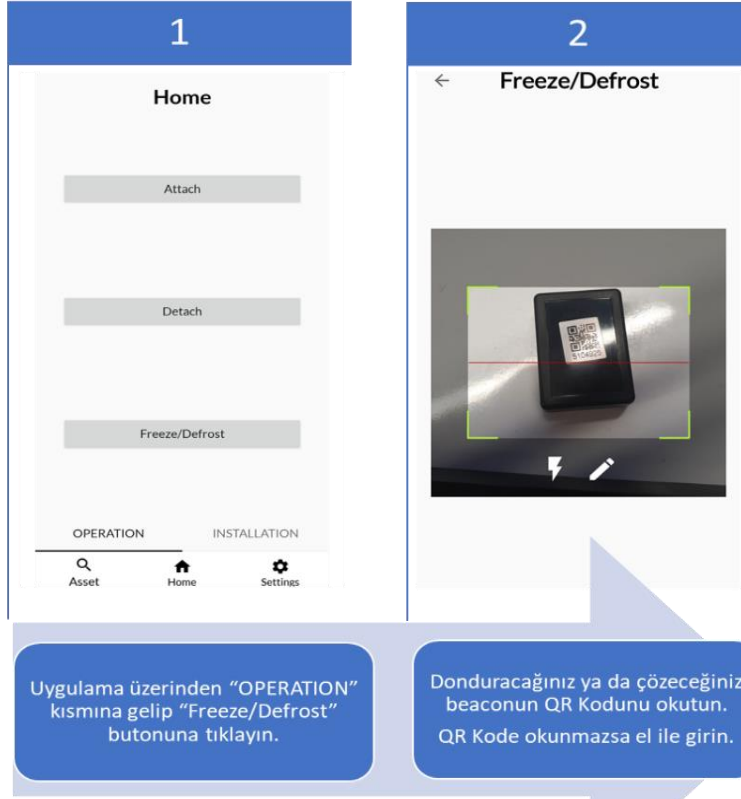 1
Home
Attach
Detach
Freeze/Defrost
OPERATION INSTALLATION
Asset Home Settings
Uygulama üzerinden “OPERATION”
kısmına gelip “Freeze/Defrost”
butonuna tıklayın.
2
Freeze/Defrost
Donduracağınız ya da çözeceğiniz
beaconun QR Kodunu okutun.
QR Kode okunmazsa el ile girin.